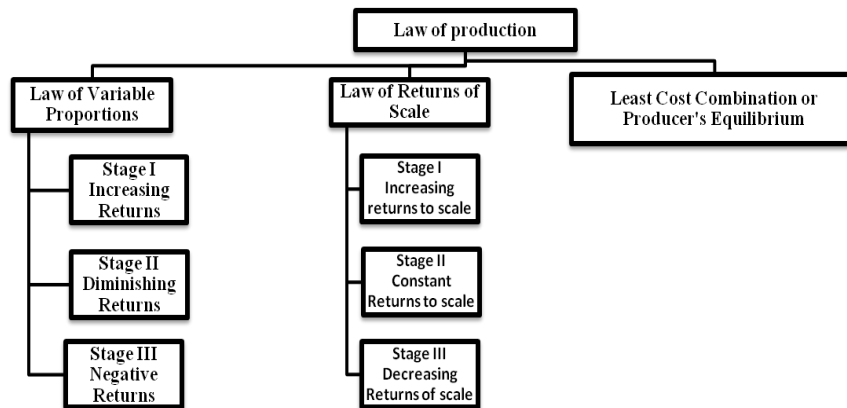 Law of production
Law of Variable
Proportions
Law of Returns of
Scale
Least Cost Combination or
Producer's Equilibrium
Stage I
Increasing
Returns
Stage II
Diminishing
Returns
Stage III
Negative
Returns
Stage I
Increasing
returns to scale
Stage II
Constant
Returns to scale
Stage III
Decreasing
Returns of scale